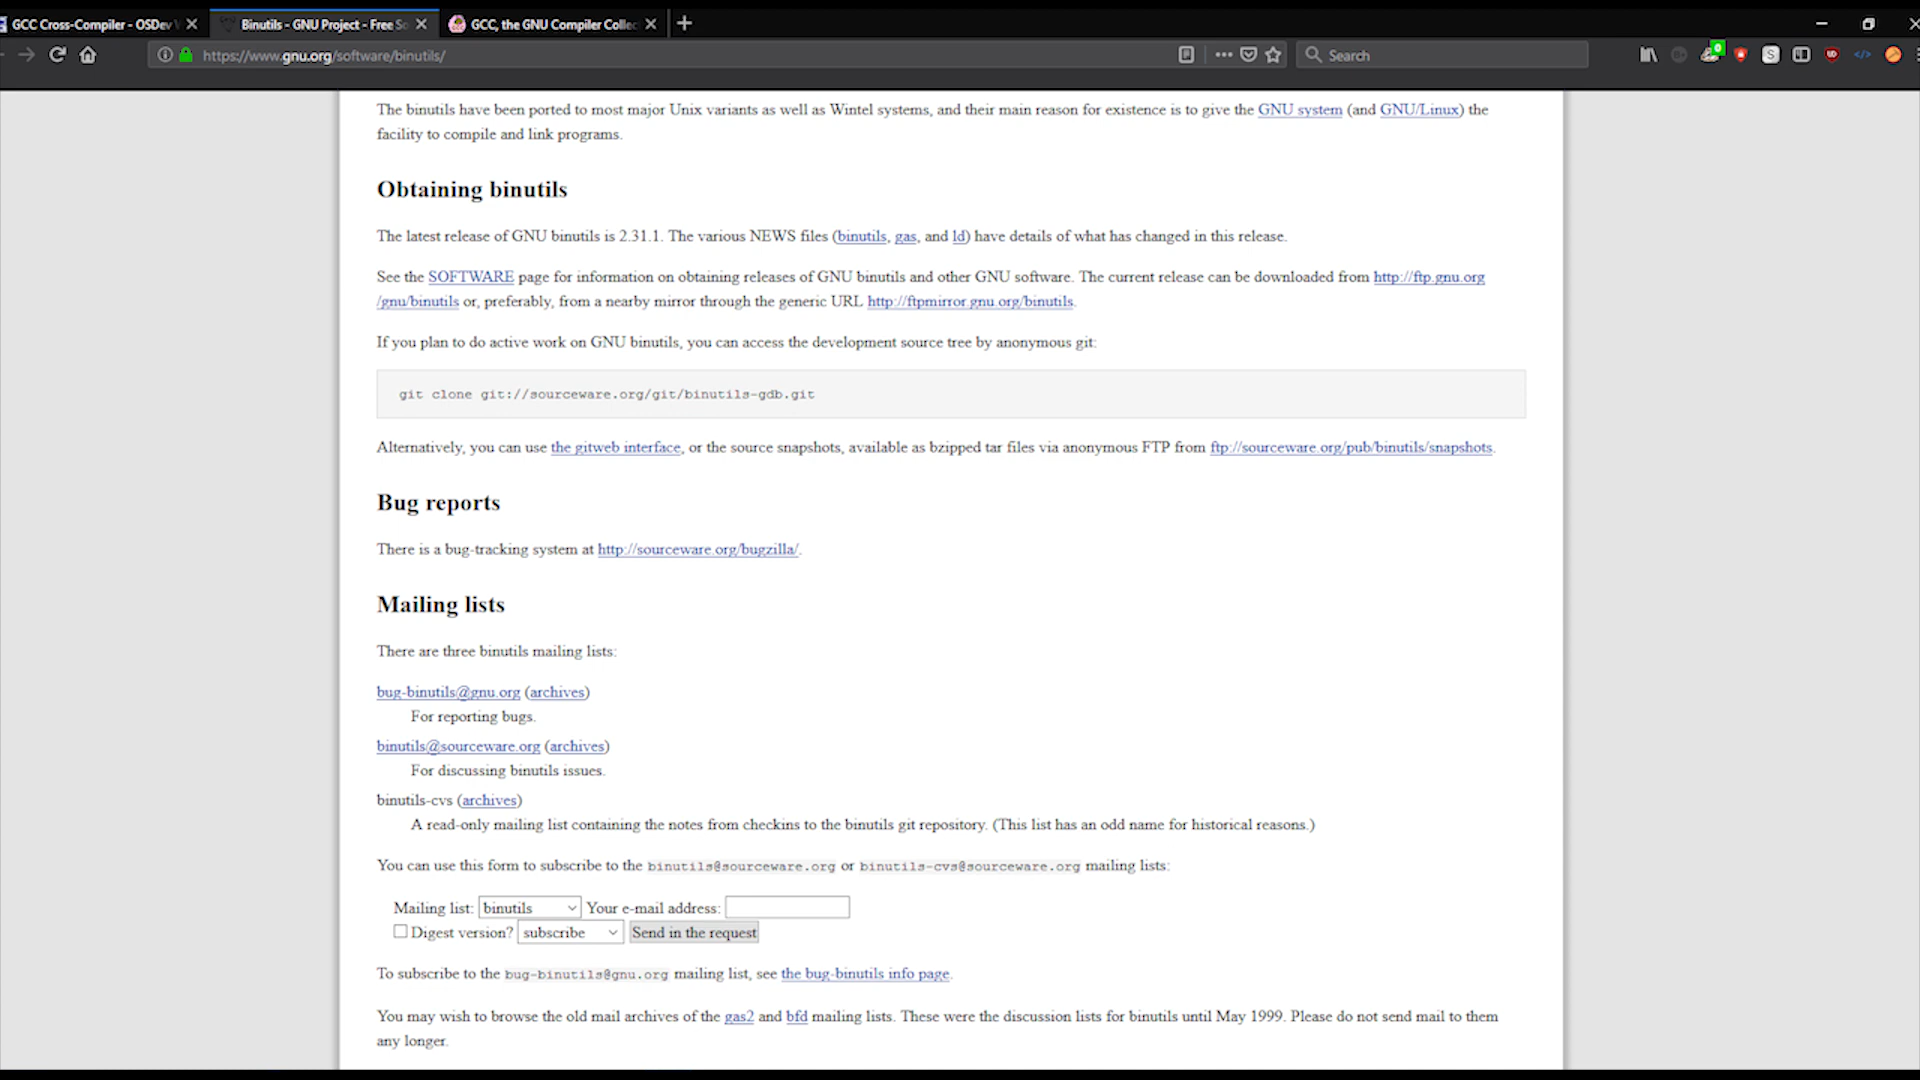 GCC Cross-Compiler - OSDev
Binutils - GNU Project - Free So
GCC, the GNU Compiler Collec
https://www.gnu.org/software/binutils/
Search
0
The binutils have been ported to most major Unix variants as well as Wintel systems, and their main reason for existence is to give the GNU system (and GNU/Linux) the
facility to compile and link programs.
Obtaining binutils
The latest release of GNU binutils is 2.31.1. The various NEWS files (binutils, gas, and ld) have details of what has changed in this release.
See the SOFTWARE page for information on obtaining releases of GNU binutils and other GNU software. The current release can be downloaded from http://ftp.gnu.org
/gnu/binutils or, preferably, from a nearby mirror through the generic URL http://ftpmirror.gnu.org/binutils.
If you plan to do active work on GNU binutils, you can access the development source tree by anonymous git:
git clone git://sourceware.org/git/binutils-gdb.git
Alternatively, you can use the gitweb interface, or the source snapshots, available as bzipped tar files via anonymous FTP from ftp://sourceware.org/pub/binutils/snapshots.
Bug reports
There is a bug-tracking system at http://sourceware.org/bugzilla/.
Mailing lists
There are three binutils mailing lists:
bug-binutils@gnu.org (archives)
For reporting bugs.
binutils@sourceware.org (archives)
For discussing binutils issues.
binutils-cvs (archives)
A read-only mailing list containing the notes from checkins to the binutils git repository. (This list has an odd name for historical reasons.)
You can use this form to subscribe to the binutils@sourceware.org or binutils-cvs@sourceware.org mailing lists:
Mailing list: binutils Your e-mail address:
Digest version? subscribe Send in the request
To subscribe to the bug-binutils@gnu.org mailing list, see the bug-binutils info page.
You may wish to browse the old mail archives of the gas2 and bfd mailing lists. These were the discussion lists for binutils until May 1999. Please do not send mail to them
any longer.